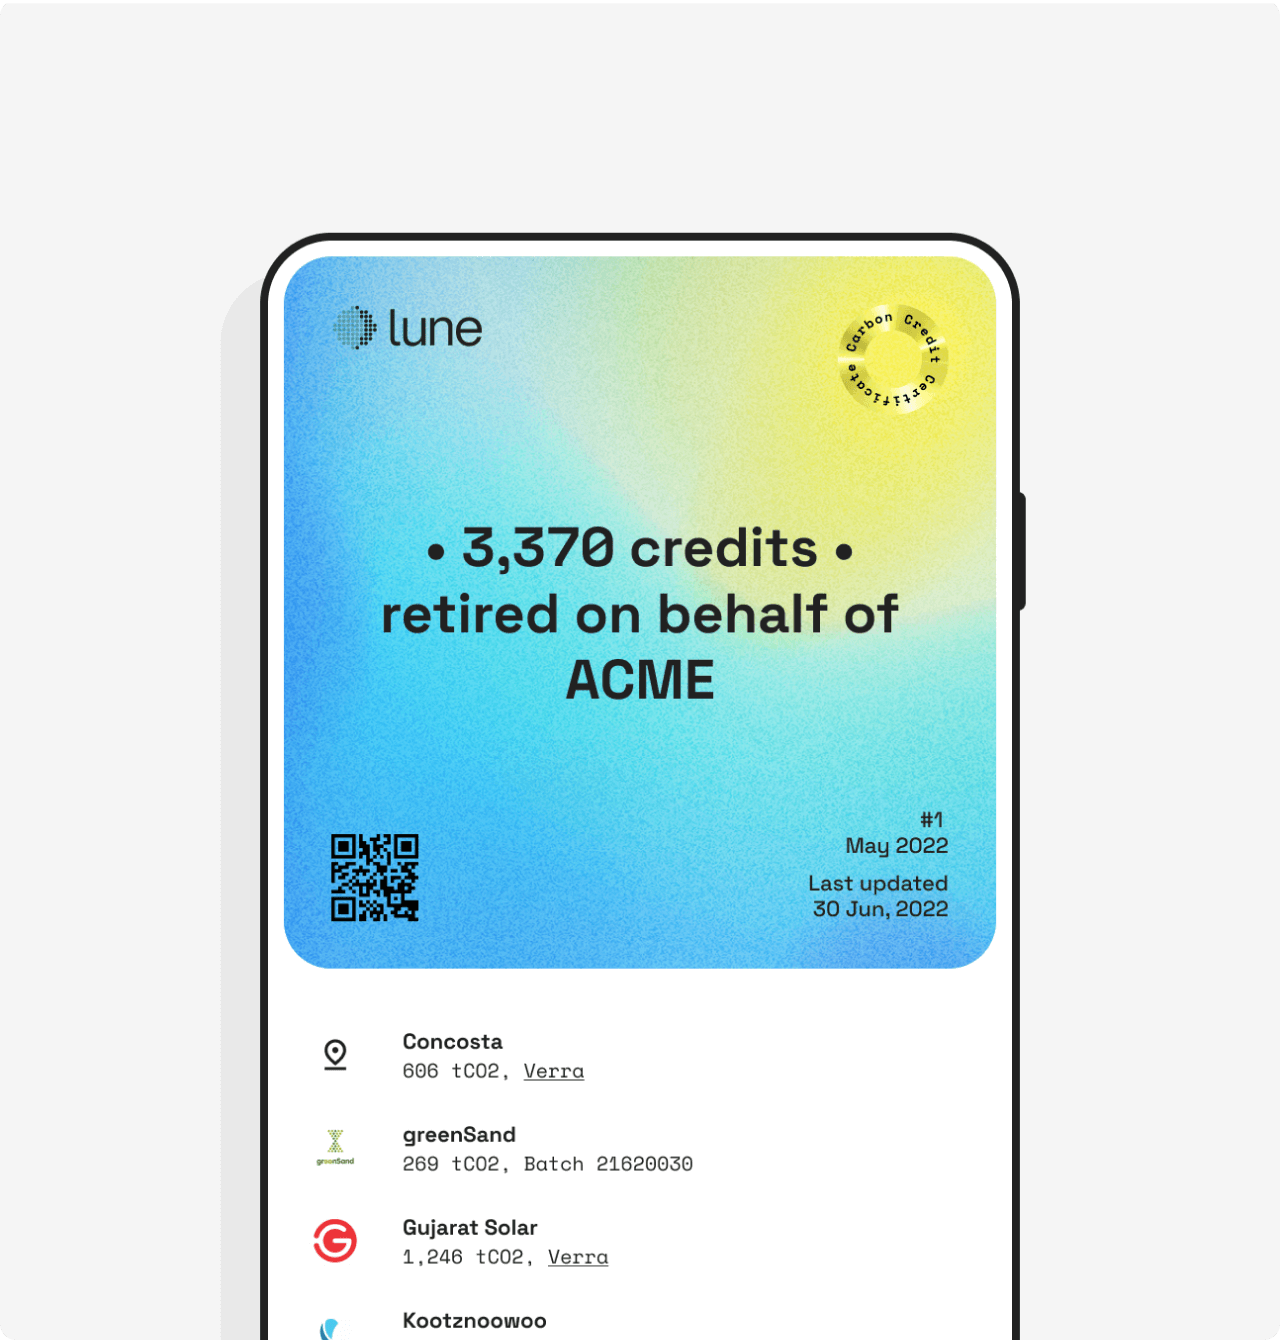 lune
Carbon Credit Certificate
• 3,370 credits •
retired on behalf of
ACME
#1
May 2022
Last updated
30 Jun, 2022
Concosta
606 tCO2, Verra
greenSand
greenSand
269 tCO2, Batch 21620030
Gujarat Solar
1,246 tCO2, Verra
Kootznoowoo